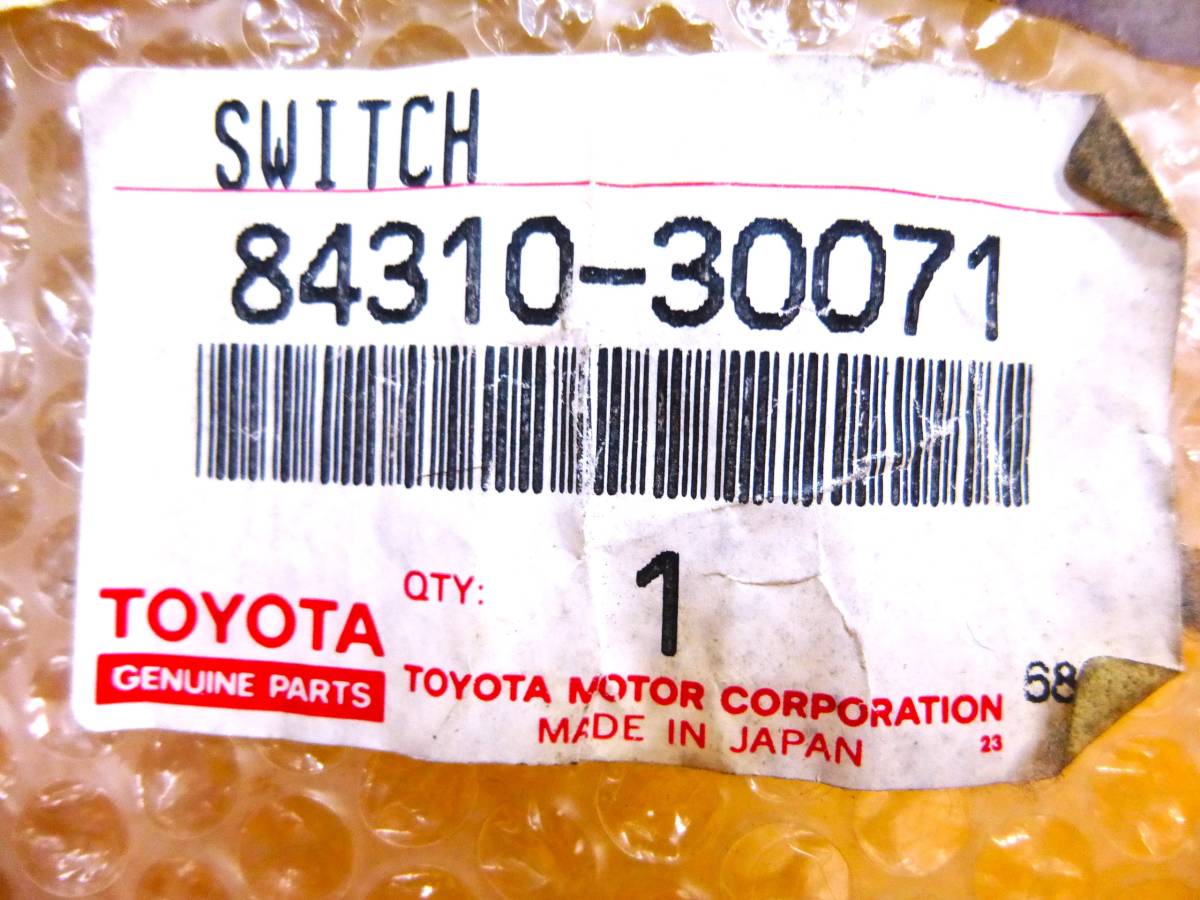 SWITCH
84310-30071
QTY: 1
TOYOTA
GENUINE PARTS
TOYOTA MOTOR CORPORATION
MADE IN JAPAN
23